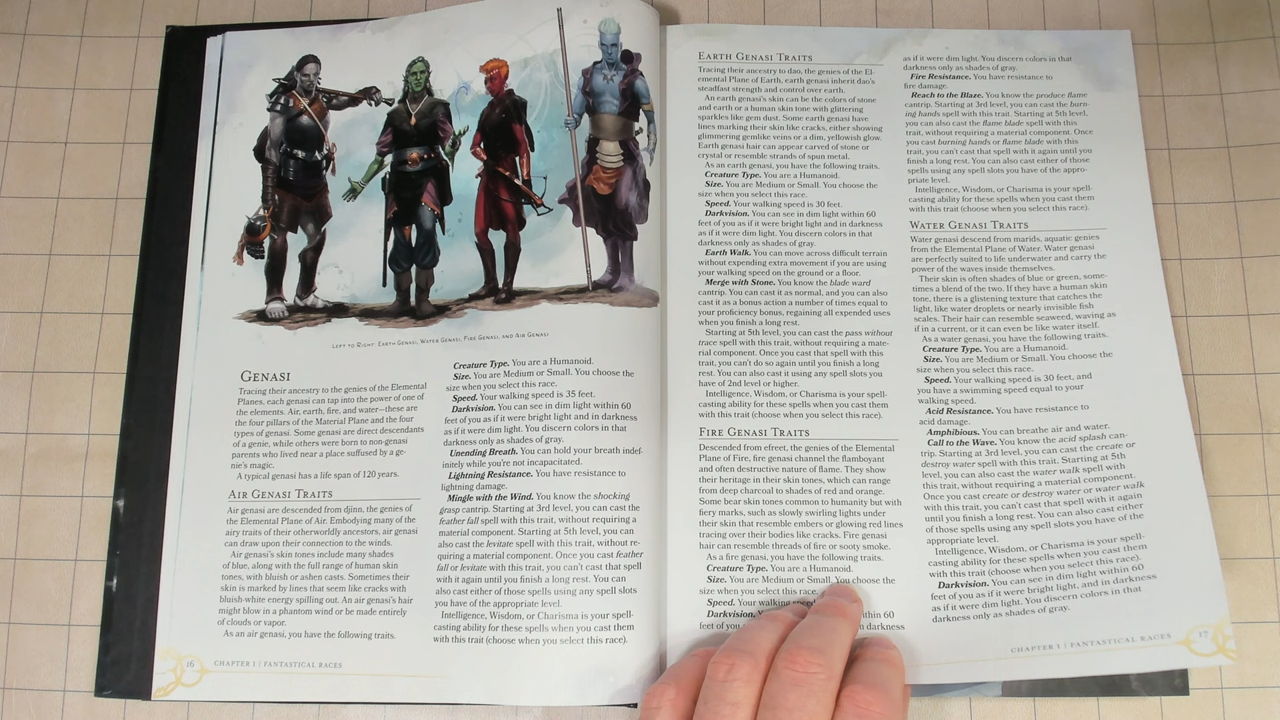 LEFT TO RIGHT: EARTH GENASI, WATER GENASI, FIRE GENASI, AND AIR GENASI
GENASI
Tracing their ancestry to the genies of the Elemental
Planes, each genasi can tap into the power of one
of the elements. Air, earth, fire, and water—these are
the four pillars of the Material Plane and the four
types of genasi. Some genasi are direct descendants
of a genie, while others were born to non-genasi
parents who lived near a place suffused by a ge-
nie's magic.
A typical genasi has a life span of 120 years.
AIR GENASI TRAITS
Air genasi are descended from djinn, the genies of
the Elemental Plane of Air. Embodying many of the
airy traits of their otherworldly ancestors, air genasi
can draw upon their connection to the winds.
Air genasi's skin tones include many shades
of blue, along with the full range of human skin
tones, with bluish or ashen casts. Sometimes their
skin is marked by lines that seem like cracks with
bluish-white energy spilling out. An air genasi's hair
might blow in a phantom wind or be made entirely
of clouds or vapor.
As an air genasi, you have the following traits.
Creature Type. You are a Humanoid.
Size. You are Medium or Small. You choose the
size when you select this race.
Speed. Your walking speed is 35 feet.
Darkvision. You can see in dim light within 60
feet of you as if it were bright light and in darkness
as if it were dim light. You discern colors in that
darkness only as shades of gray.
Unending Breath. You can hold your breath indef-
initely while you're not incapacitated.
Lightning Resistance. You have resistance to
lightning damage.
Mingle with the Wind. You know the shocking
grasp cantrip. Starting at 3rd level, you can cast the
feather fall spell with this trait, without requiring a
material component. Starting at 5th level, you can
also cast the levitate spell with this trait, without re-
quiring a material component. Once you cast feather
fall or levitate with this trait, you can't cast that spell
with it again until you finish a long rest. You can
also cast either of those spells using any spell slots
you have of the appropriate level.
Intelligence, Wisdom, or Charisma is your spell-
casting ability for these spells when you cast them
with this trait (choose when you select this race).
16
CHAPTER 1 | FANTASTICAL RACES
EARTH GENASI TRAITS
Tracing their ancestry to dao, the genies of the El-
emental Plane of Earth, earth genasi inherit dao's
steadfast strength and control over earth.
An earth genasi's skin can be the colors of stone
and earth or a human skin tone with glittering
sparkles like gem dust. Some earth genasi have
lines marking their skin like cracks, either showing
glimmering gemlike veins or a dim, yellowish glow.
Earth genasi hair can appear carved of stone or
crystal or resemble strands of spun metal.
As an earth genasi, you have the following traits.
Creature Type. You are a Humanoid.
Size. You are Medium or Small. You choose the
size when you select this race.
Speed. Your walking speed is 30 feet.
Darkvision. You can see in dim light within 60
feet of you as if it were bright light and in darkness
as if it were dim light. You discern colors in that
darkness only as shades of gray.
Earth Walk. You can move across difficult terrain
without expending extra movement if you are using
your walking speed on the ground or a floor.
Merge with Stone. You know the blade ward
cantrip. You can cast it as normal, and you can also
cast it as a bonus action a number of times equal to
your proficiency bonus, regaining all expended uses
when you finish a long rest.
Starting at 5th level, you can cast the pass without
trace spell with this trait, without requiring a mate-
rial component. Once you cast that spell with this
trait, you can't do so again until you finish a long
rest. You can also cast it using any spell slots you
have of 2nd level or higher.
Intelligence, Wisdom, or Charisma is your spell-
casting ability for these spells when you cast them
with this trait (choose when you select this race).
FIRE GENASI TRAITS
Descended from efreet, the genies of the Elemental
Plane of Fire, fire genasi channel the flamboyant
and often destructive nature of flame. They show
their heritage in their skin tones, which can range
from deep charcoal to shades of red and orange.
Some bear skin tones common to humanity but with
fiery marks, such as slowly swirling lights under
their skin that resemble embers or glowing red lines
tracing over their bodies like cracks. Fire genasi
hair can resemble threads of fire or sooty smoke.
As a fire genasi, you have the following traits.
Creature Type. You are a Humanoid.
Size. You are Medium or Small. You choose the
size when you select this race.
Speed. Your walking speed
Darkvision. You within 60
feet of you darkness
as if it were dim light. You discern colors in that
darkness only as shades of gray.
Fire Resistance. You have resistance to
fire damage.
Reach to the Blaze. You know the produce flame
cantrip. Starting at 3rd level, you can cast the burn-
ing hands spell with this trait. Starting at 5th level,
you can also cast the flame blade spell with this
trait, without requiring a material component. Once
you cast burning hands or flame blade with this
trait, you can't cast that spell with it again until you
finish a long rest. You can also cast either of those
spells using any spell slots you have of the appro-
priate level.
Intelligence, Wisdom, or Charisma is your spell-
casting ability for these spells when you cast them
with this trait (choose when you select this race).
WATER GENASI TRAITS
Water genasi descend from marids, aquatic genies
from the Elemental Plane of Water. Water genasi
are perfectly suited to life underwater and carry the
power of the waves inside themselves.
Their skin is often shades of blue or green, some-
times a blend of the two. If they have a human skin
tone, there is a glistening texture that catches the
light, like water droplets or nearly invisible fish
scales. Their hair can resemble seaweed, waving as
if in a current, or it can even be like water itself.
As a water genasi, you have the following traits.
Creature Type. You are a Humanoid.
Size. You are Medium or Small. You choose the
size when you select this race.
Speed. Your walking speed is 30 feet, and
you have a swimming speed equal to your
walking speed.
Acid Resistance. You have resistance to
acid damage.
Amphibious. You can breathe air and water.
Call to the Wave. You know the acid splash can-
trip. Starting at 3rd level, you can cast the create or
destroy water spell with this trait. Starting at 5th
level, you can also cast the water walk spell with
this trait, without requiring a material component.
Once you cast create or destroy water or water walk
with this trait, you can't cast that spell with it again
until you finish a long rest. You can also cast either
of those spells using any spell slots you have of the
appropriate level.
Intelligence, Wisdom, or Charisma is your spell-
casting ability for these spells when you cast them
with this trait (choose when you select this race).
Darkvision. You can see in dim light within 60
feet of you as if it were bright light, and in darkness
as if it were dim light. You discern colors in that
darkness only as shades of gray.
CHAPTER 1 | FANTASTICAL RACES
17